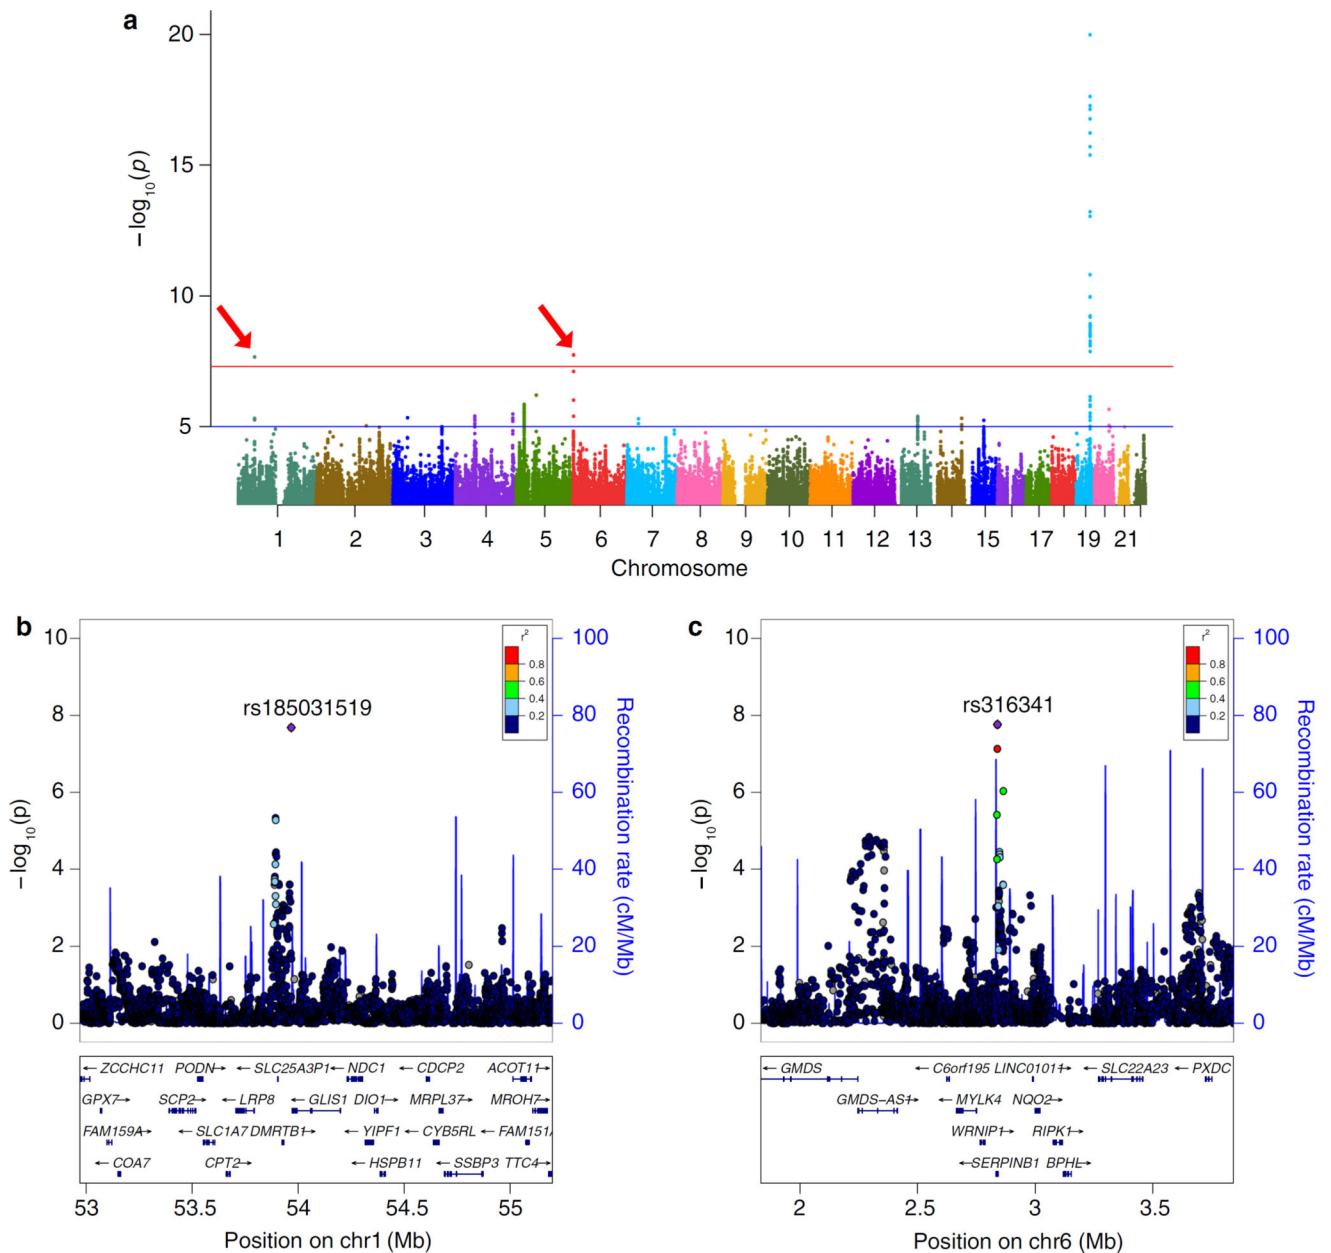 a
20
15
10
5
−log10(p)
1 2 3 4 5 6 7 8 9 10 11 12 13 15 17 19 21
Chromosome
b
10
8
6
4
2
0
−log10(p)
rs185031519
r2
0.8
0.6
0.4
0.2
100
80
60
40
20
0
Recombination rate (cM/Mb)
← ZCCHC11 PODN → ← SLC25A3P1 ← NDC1 ← CDCP2 ACOT11 →
GPX7 → SCP2 → ← LRP8 ← GLIS1 DIO1 → MRPL37 → MROH7 →
FAM159A → ← SLC1A7 DMRTB1 → ← YIPF1 ← CYB5RL ← FAM151A
← COA7 CPT2 → ← HSPB11 ← SSBP3 TTC4 →
53 53.5 54 54.5 55
Position on chr1 (Mb)
c
10
8
6
4
2
0
−log10(p)
rs316341
r2
0.8
0.6
0.4
0.2
100
80
60
40
20
0
Recombination rate (cM/Mb)
← GMDS C6orf195 LINC01011 → ← SLC22A23 ← PXDC
GMDS−AS1 → ← MYLK4 NQO2 →
WRNIP1 → RIPK1 →
← SERPINB1 BPHL →
2 2.5 3 3.5
Position on chr6 (Mb)